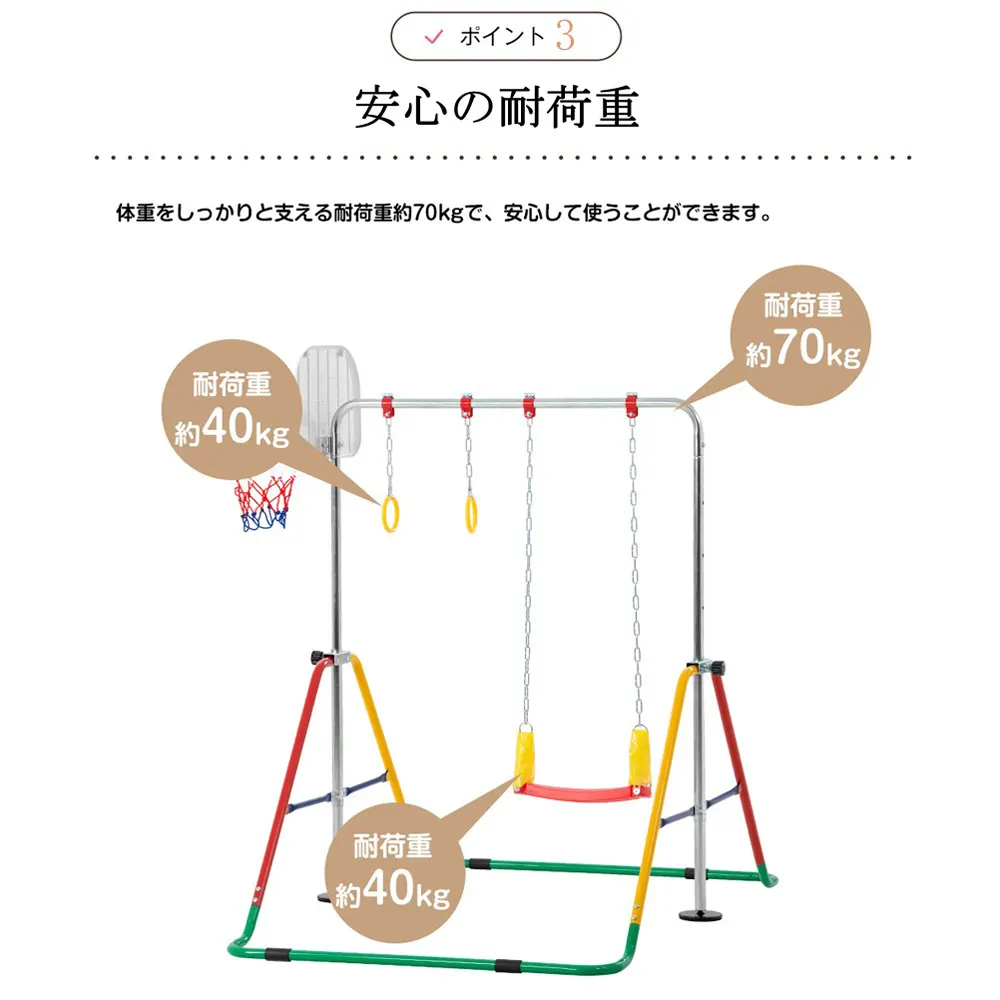 ポイント3
安心の耐荷重
体重をしっかりと支える耐荷重約70kgで、安心して使うことができます。
耐荷重
約70kg
耐荷重
約40kg
耐荷重
約40kg